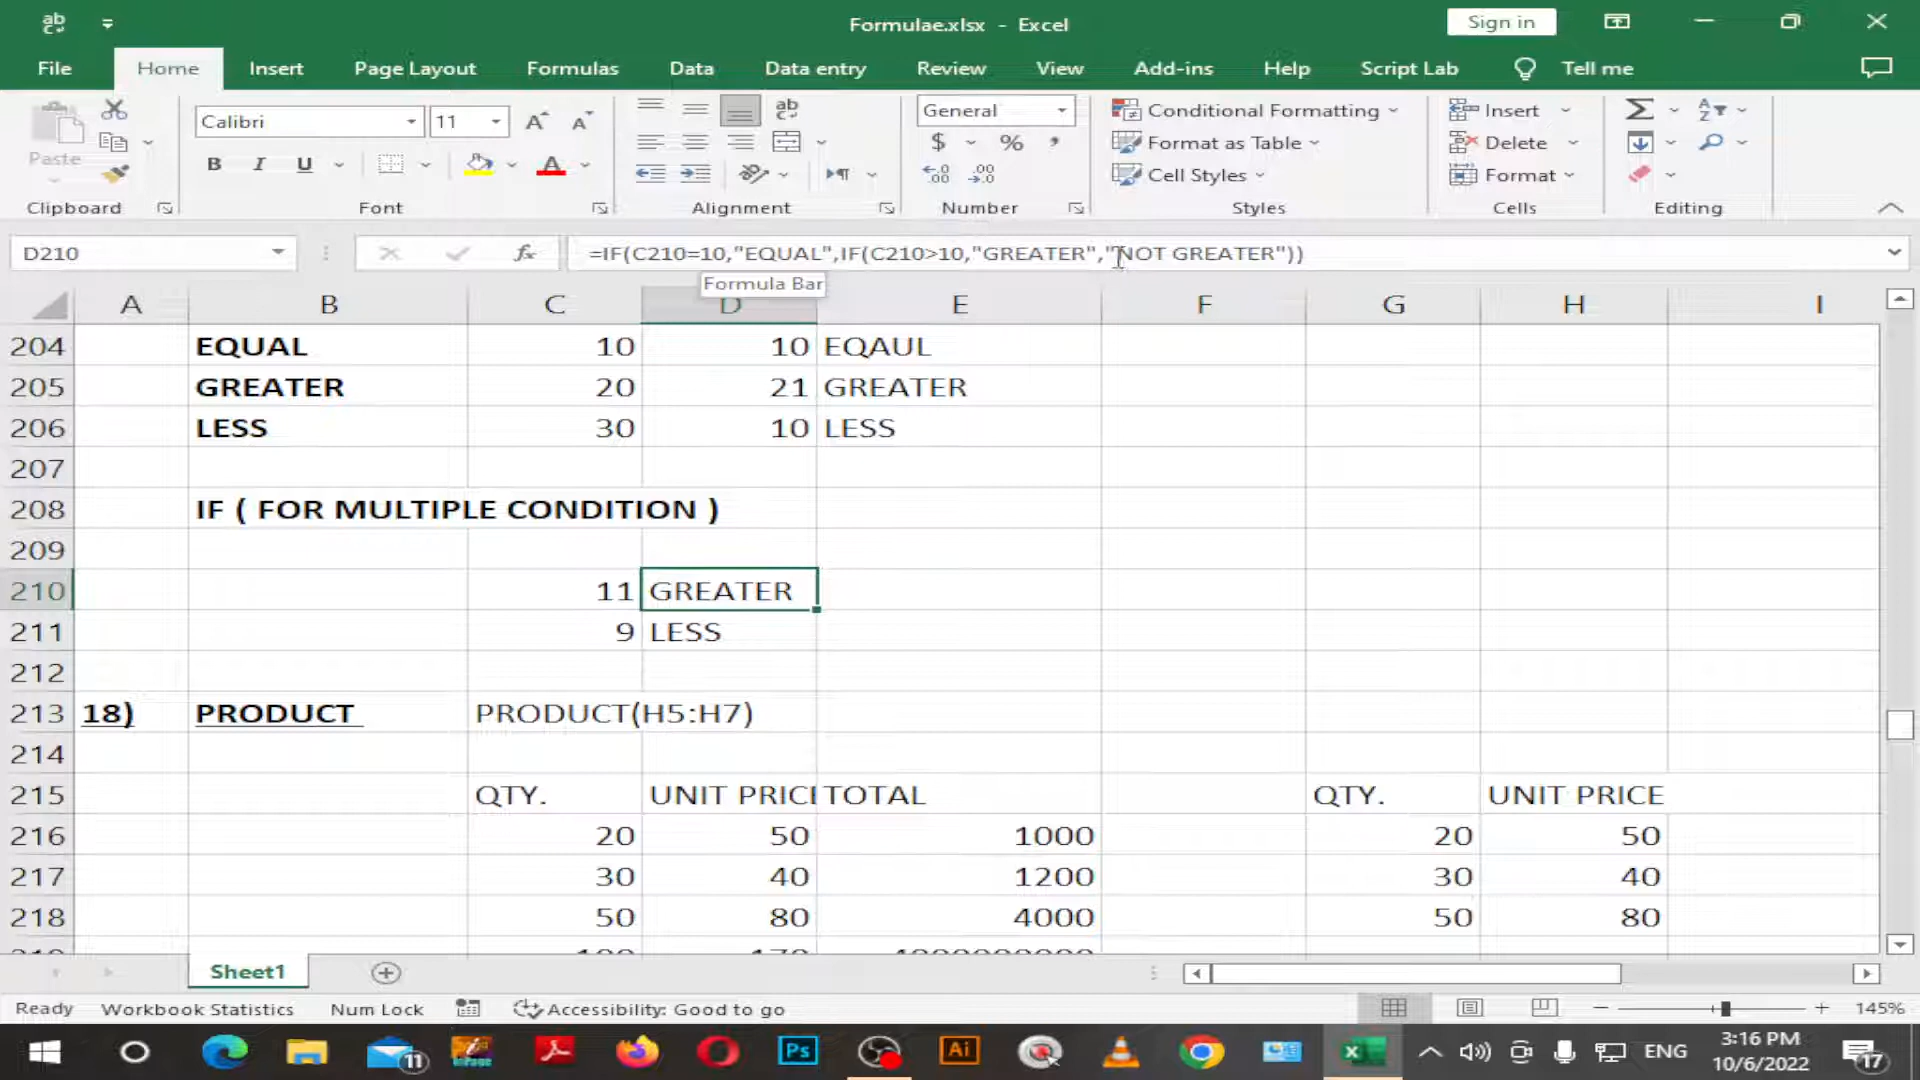 Formulae.xlsx - Excel
Sign in
File Home Insert Page Layout Formulas Data Data entry Review View Add-ins Help Script Lab Tell me
Paste
Calibri 11
General
Conditional Formatting
Format as Table
Cell Styles
Insert
Delete
Format
Clipboard Font Alignment Number Styles Cells Editing
D210 fx =IF(C210=10,"EQUAL",IF(C210>10,"GREATER","NOT GREATER"))
Formula Bar
A B C D E F G H I
204 EQUAL 10 10 EQAUL
205 GREATER 20 21 GREATER
206 LESS 30 10 LESS
207
208 IF ( FOR MULTIPLE CONDITION )
209
210 11 GREATER
211 9 LESS
212
213 18) PRODUCT PRODUCT(H5:H7)
214
215 QTY. UNIT PRICE TOTAL QTY. UNIT PRICE
216 20 50 1000 20 50
217 30 40 1200 30 40
218 50 80 4000 50 80
Sheet1
Ready Workbook Statistics Num Lock Accessibility: Good to go 145%
11 Ps Ai ENG 3:16 PM
10/6/2022 17